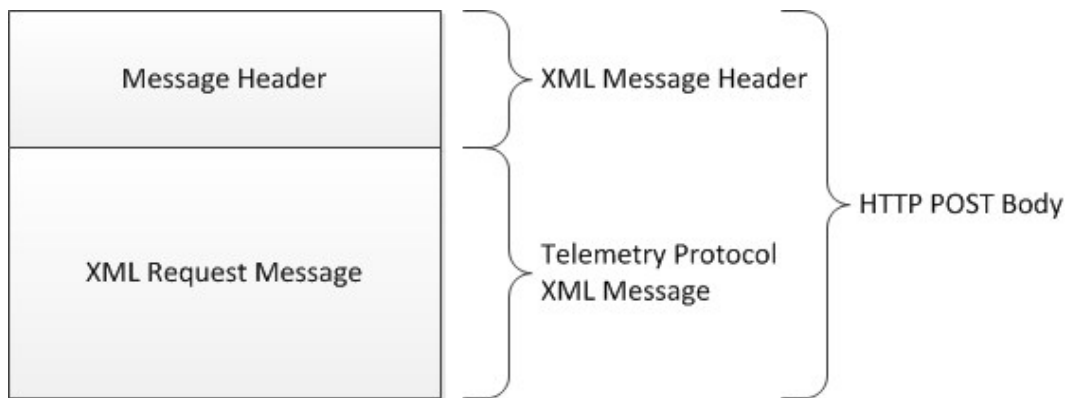 Message Header
XML Message Header
HTTP POST Body
XML Request Message
Telemetry Protocol
XML Message